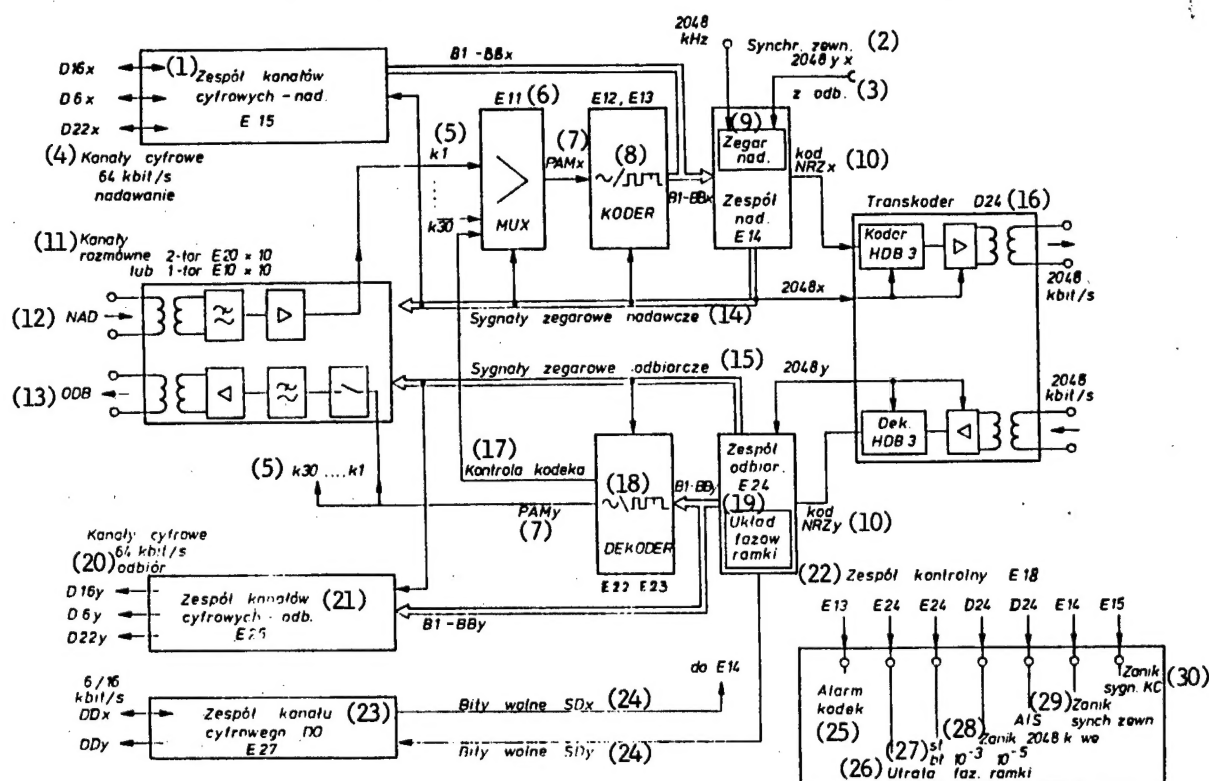 2048
kHz
Synchr. zewn. (2)
2048 y x
z odb. (3)
D16x
D6x
D22x
(1) Zespół kanałów
cyfrowych - nad.
E 15
B1-BBx
(4) Kanały cyfrowe
64 kbit/s
nadawanie
E11 (6)
(5)
k1
k30
MUX
(7)
PAMx
E12, E13
(8)
KODER
B1-BBx
(9)
Zegar
nad.
Zespół
nad.
E14
kod
NRZx (10)
Transkoder D24 (16)
Koder
HDB 3
2048
kbit/s
(11) Kanały
rozmówne 2-tor E20 x 10
lub 1-tor E10 x 10
(12) NAD
(13) ODB
2048x
Sygnały zegarowe nadawcze (14)
Sygnały zegarowe odbiorcze (15)
2048y
2048
kbit/s
Dek.
HDB 3
(17)
Kontrola kodeka
(5) k30 .... k1
PAMy
(7)
(18)
DEKODER
E22 E23
B1-BBy
Zespół
odbior.
E24
(19)
Układ
fazow
ramki
kod
NRZy (10)
Kanały cyfrowe
64 kbit/s
(20) odbiór
D16y
D6y
D22y
Zespół kanałów (21)
cyfrowych - odb.
B1-BBy
6/16
kbit/s
DDx
DDy
Zespół kanału (23)
cyfrowego DD
E27
Bity wolne SDx (24)
do E14
Bity wolne SDy
(24)
(22) Zespół kontrolny E18
E13 E24 E24 D24 D24 E14 E15
Alarm
kodek
(25)
(26) Utrata faz. ramki
(27)
bł 10-3 10-5
(28)
Zanik 2048 k we
AIS
(29) Zanik
synch zewn
Zanik
sygn. KC (30)